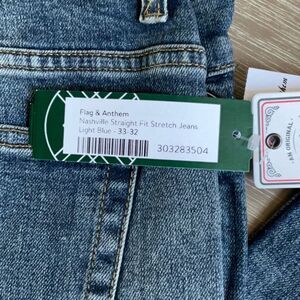 Flag & Anthem
Nashville Straight Fit Stretch Jeans
Light Blue - 33-32
303283504
AN ORIGINAL